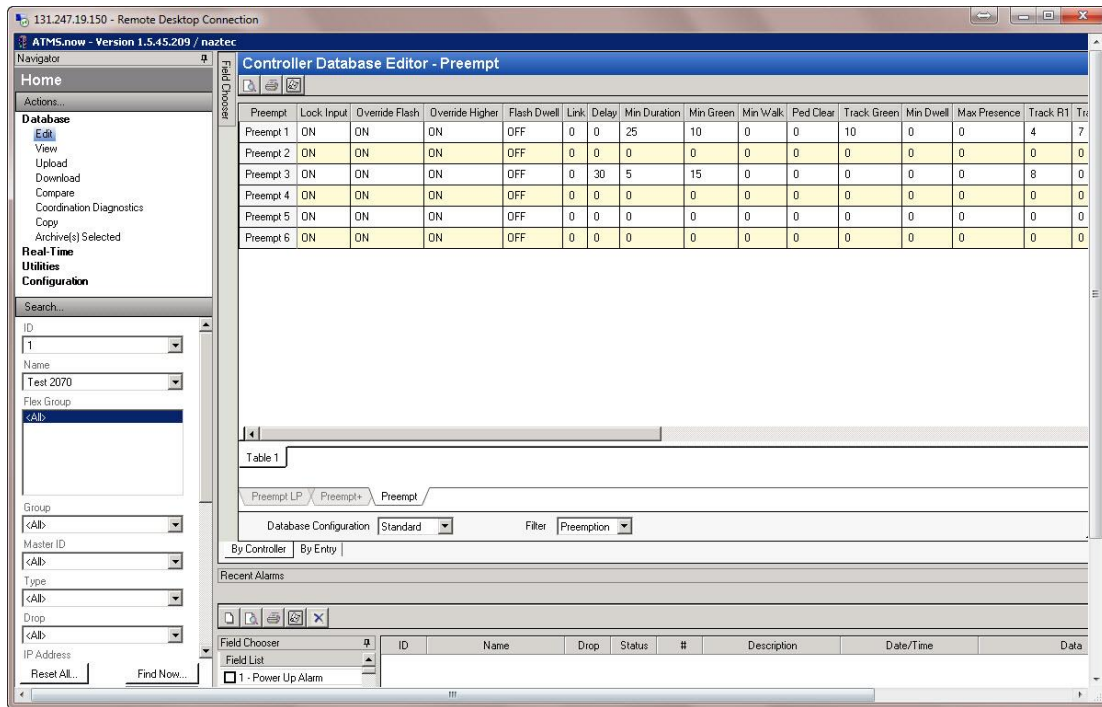 131.247.19.150 - Remote Desktop Connection
ATMS.now - Version 1.5.45.209 / naztec
Navigator
Home
Actions...
Database
Edit
View
Upload
Download
Compare
Coordination Diagnostics
Copy
Archive(s) Selected
Real-Time
Utilities
Configuration
Search...
ID
1
Name
Test 2070
Flex Group
<All>
Group
<All>
Master ID
<All>
Type
<All>
Drop
<All>
IP Address
Reset All... Find Now...
Field Chooser
Controller Database Editor - Preempt
Preempt Lock Input Override Flash Override Higher Flash Dwell Link Delay Min Duration Min Green Min Walk Ped Clear Track Green Min Dwell Max Presence Track R1 Tra
Preempt 1 ON ON ON OFF 0 0 25 10 0 0 10 0 0 4 7
Preempt 2 ON ON ON OFF 0 0 0 0 0 0 0 0 0 0 0
Preempt 3 ON ON ON OFF 0 30 5 15 0 0 0 0 0 8 0
Preempt 4 ON ON ON OFF 0 0 0 0 0 0 0 0 0 0 0
Preempt 5 ON ON ON OFF 0 0 0 0 0 0 0 0 0 0 0
Preempt 6 ON ON ON OFF 0 0 0 0 0 0 0 0 0 0 0
Table 1
Preempt LP Preempt+ Preempt
Database Configuration Standard Filter Preemption
By Controller By Entry
Recent Alarms
Field Chooser
Field List
1 - Power Up Alarm
ID Name Drop Status # Description Date/Time Data